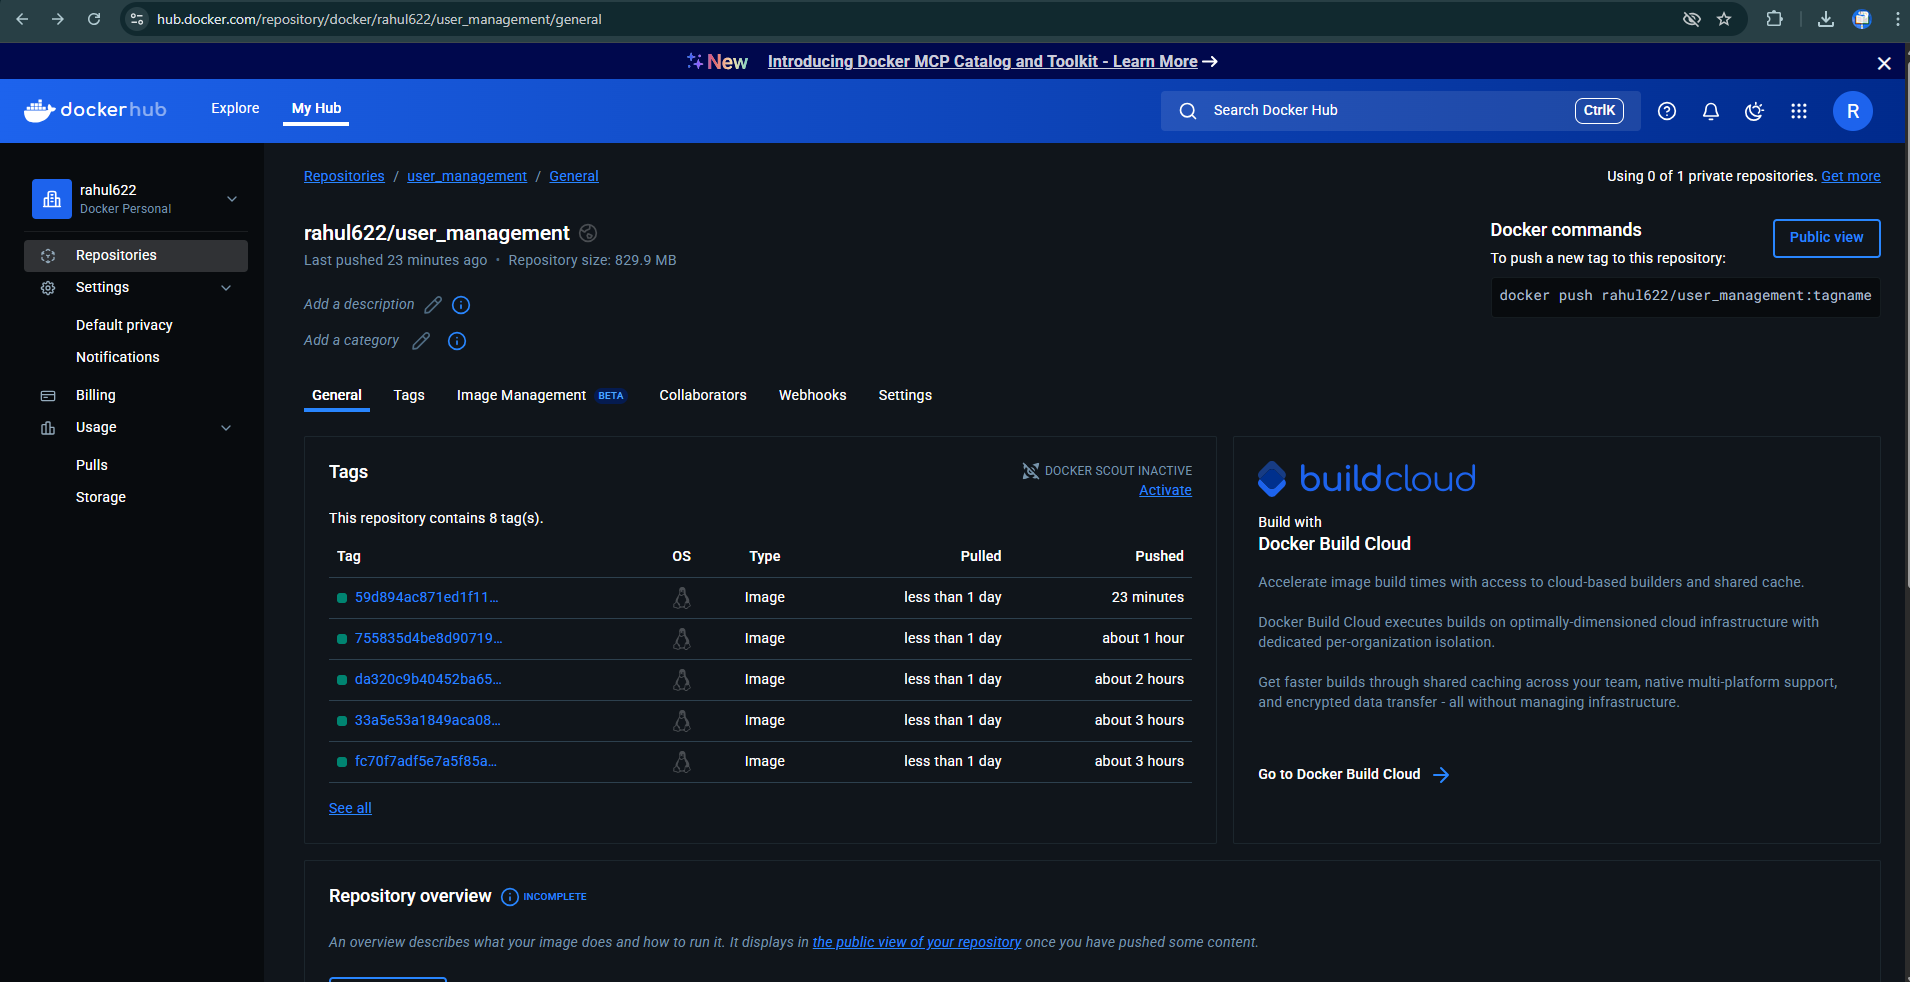 hub.docker.com/repository/docker/rahul622/user_management/general
New Introducing Docker MCP Catalog and Toolkit - Learn More
dockerhub Explore My Hub Search Docker Hub CtrlK R
rahul622
Docker Personal
Repositories
Settings
Default privacy
Notifications
Billing
Usage
Pulls
Storage
Repositories / user_management / General
Using 0 of 1 private repositories. Get more
rahul622/user_management
Last pushed 23 minutes ago • Repository size: 829.9 MB
Add a description
Add a category
Docker commands
Public view
To push a new tag to this repository:
docker push rahul622/user_management:tagname
General Tags Image Management BETA Collaborators Webhooks Settings
Tags
DOCKER SCOUT INACTIVE
Activate
This repository contains 8 tag(s).
Tag OS Type Pulled Pushed
59d894ac871ed1f11... Image less than 1 day 23 minutes
755835d4be8d90719... Image less than 1 day about 1 hour
da320c9b40452ba65... Image less than 1 day about 2 hours
33a5e53a1849aca08... Image less than 1 day about 3 hours
fc70f7adf5e7a5f85a... Image less than 1 day about 3 hours
See all
buildcloud
Build with
Docker Build Cloud
Accelerate image build times with access to cloud-based builders and shared cache.
Docker Build Cloud executes builds on optimally-dimensioned cloud infrastructure with
dedicated per-organization isolation.
Get faster builds through shared caching across your team, native multi-platform support,
and encrypted data transfer - all without managing infrastructure.
Go to Docker Build Cloud
Repository overview INCOMPLETE
An overview describes what your image does and how to run it. It displays in the public view of your repository once you have pushed some content.